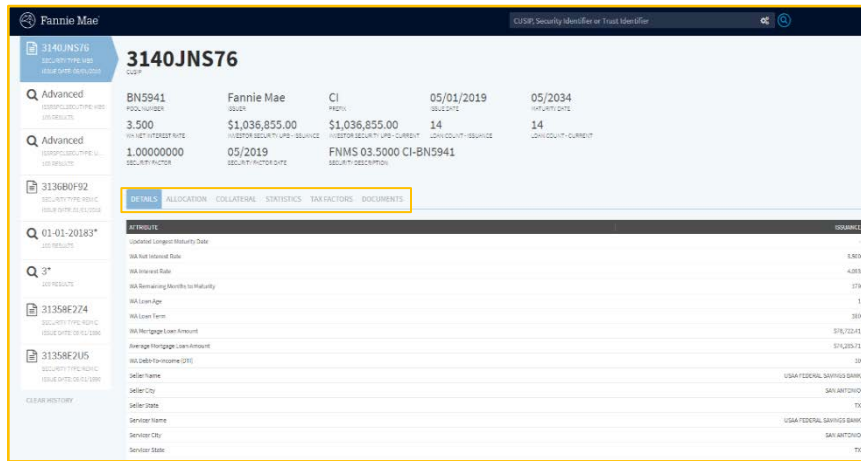 Fannie Mae
CUSIP, Security Identifier or Trust Identifier
3140JNS76
SECURITY TYPE: MBS
ISSUE DATE: 05/01/2019
Advanced
100 RESULTS
Advanced
100 RESULTS
3136B0F92
SECURITY TYPE: REMIC
01-01-20183*
100 RESULTS
3*
100 RESULTS
31358E2Z4
SECURITY TYPE: REMIC
31358E2U5
SECURITY TYPE: REMIC
CLEAR HISTORY
3140JNS76
CUSIP
BN5941 Fannie Mae CI 05/01/2019 05/2034
POOL NUMBER ISSUER PREFIX ISSUE DATE MATURITY DATE
3.500 $1,036,855.00 $1,036,855.00 14 14
WA NET INTEREST RATE INVESTOR SECURITY UPB - ISSUANCE INVESTOR SECURITY UPB - CURRENT LOAN COUNT - ISSUANCE LOAN COUNT - CURRENT
1.00000000 05/2019 FNMS 03.5000 CI-BN5941
SECURITY FACTOR SECURITY FACTOR DATE SECURITY DESCRIPTION
DETAILS ALLOCATION COLLATERAL STATISTICS TAX FACTORS DOCUMENTS
ATTRIBUTE ISSUANCE
Updated Longest Maturity Date -
WA Net Interest Rate 3.500
WA Interest Rate
WA Remaining Months to Maturity
WA Loan Age 1
WA Loan Term 180
WA Mortgage Loan Amount $78,722.41
Average Mortgage Loan Amount $74,285.71
WA Debt-To-Income (DTI)
Seller Name USAA FEDERAL SAVINGS BANK
Seller City SAN ANTONIO
Seller State TX
Servicer Name USAA FEDERAL SAVINGS BANK
Servicer City SAN ANTONIO
Servicer State TX